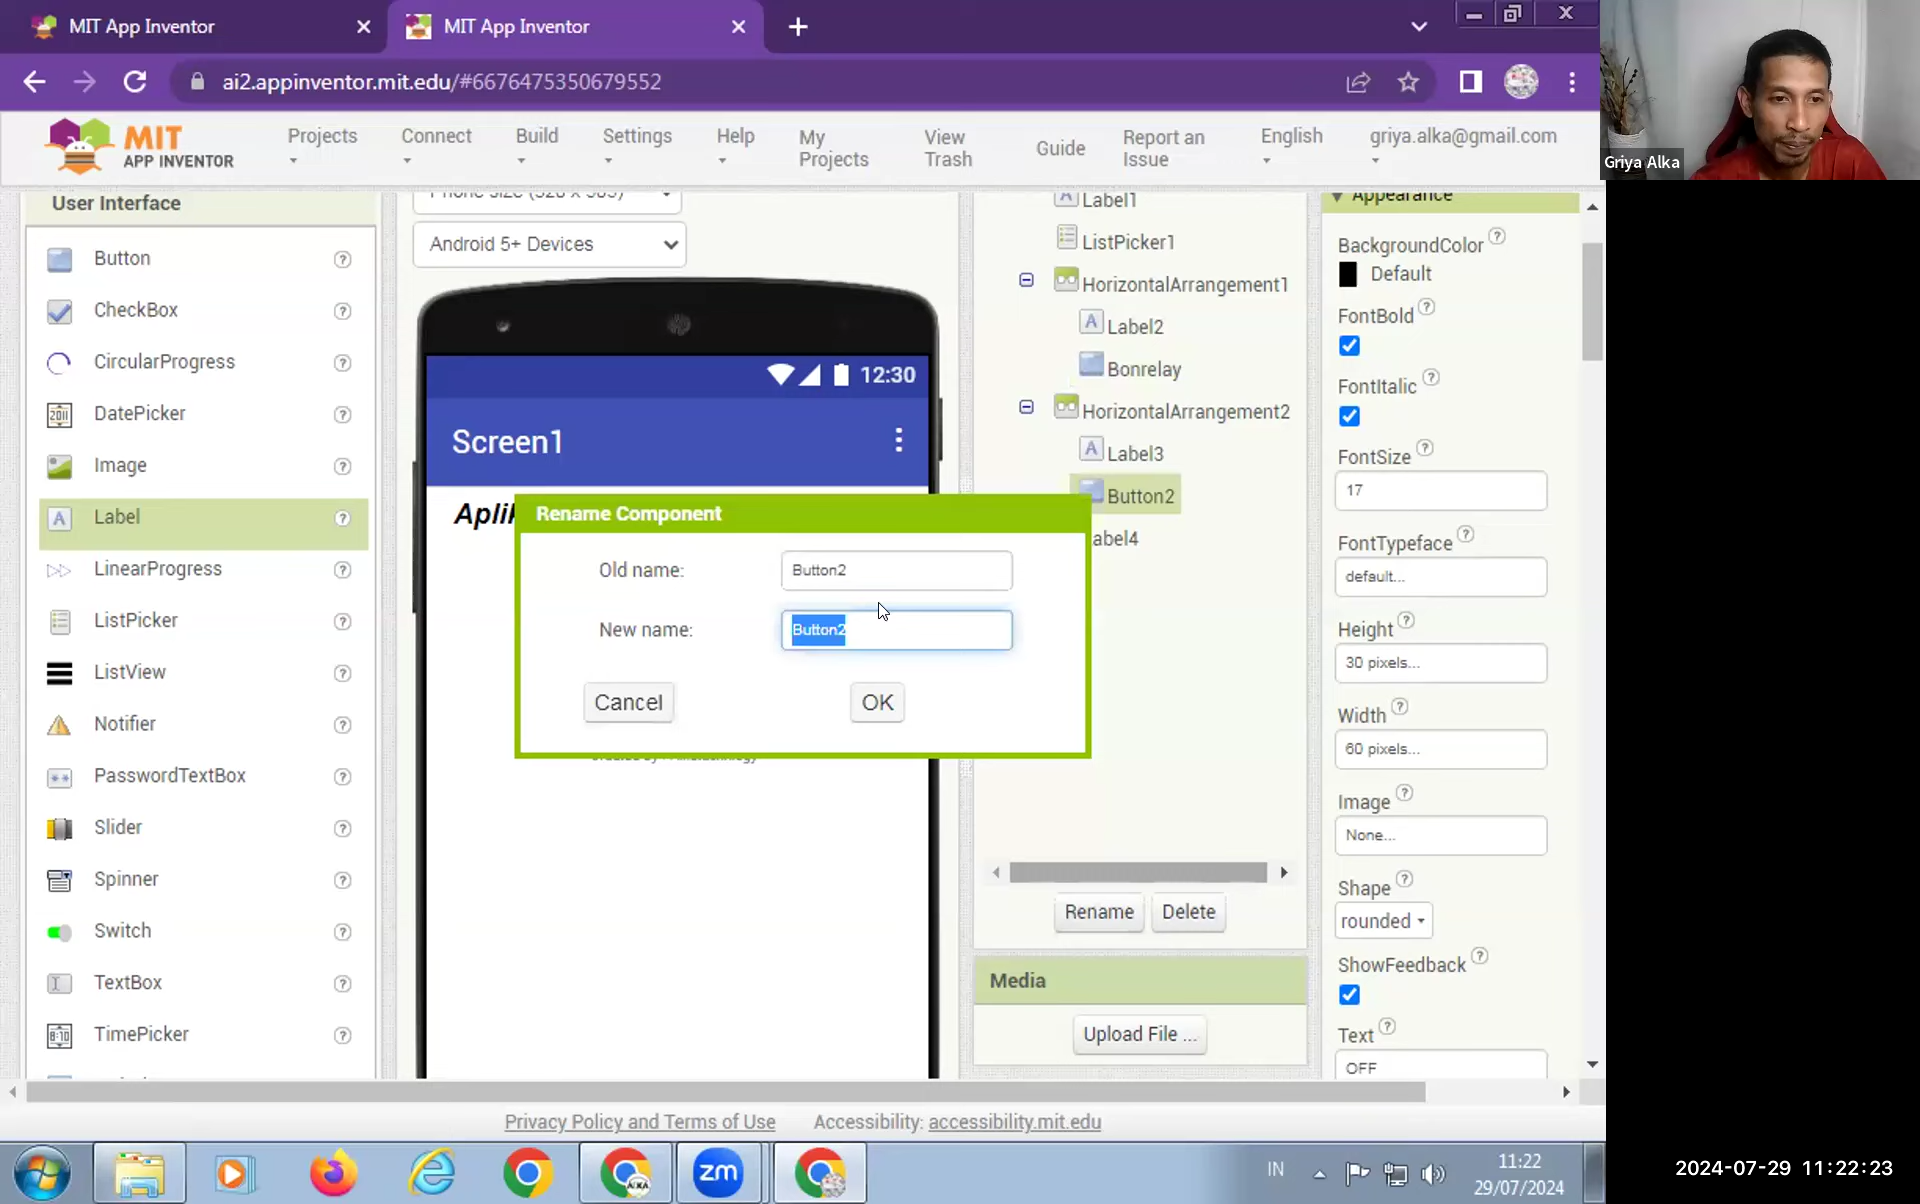 MIT App Inventor
MIT App Inventor
ai2.appinventor.mit.edu/#6676475350679552
Griya Alka
MIT
APP INVENTOR
Projects
Connect
Build
Settings
Help
My
Projects
View
Trash
Guide
Report an
Issue
English
griya.alka@gmail.com
User Interface
Button
CheckBox
CircularProgress
DatePicker
Image
Label
LinearProgress
ListPicker
ListView
Notifier
PasswordTextBox
Slider
Spinner
Switch
TextBox
TimePicker
Phone size
Android 5+ Devices
12:30
Screen1
Aplik
Rename Component
Old name:
Button2
New name:
Button2
Cancel
OK
Label1
ListPicker1
HorizontalArrangement1
Label2
Bonrelay
HorizontalArrangement2
Label3
Button2
abel4
Rename
Delete
Media
Upload File ...
Appearance
BackgroundColor
Default
FontBold
FontItalic
FontSize
17
FontTypeface
default...
Height
30 pixels...
Width
60 pixels...
Image
None...
Shape
rounded
ShowFeedback
Text
OFF
Privacy Policy and Terms of Use
Accessibility: accessibility.mit.edu
zm
IN
11:22
29/07/2024
2024-07-29 11:22:23